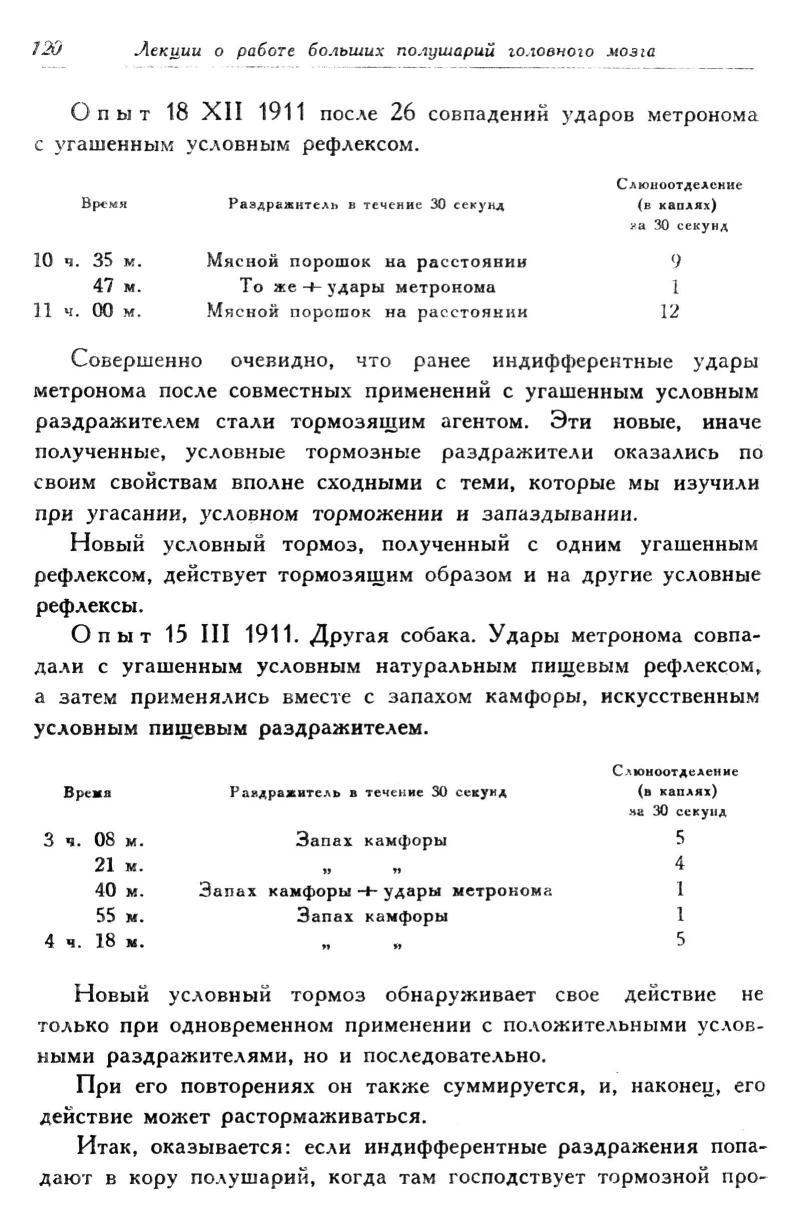 120 Лекции о работе больших полушарий головного мозга
Опыт 18 XII 1911 после 26 совпадений ударов метронома
с угашенным условным рефлексом.
Слюноотделение
Время Раздражитель в течение 30 секунд (в каплях)
за 30 секунд
10 ч. 35 м. Мясной порошок на расстоянии 9
47 м. То же + удары метронома 1
11 ч. 00 м. Мясной порошок на расстоянии 12
Совершенно очевидно, что ранее индифферентные удары
метронома после совместных применений с угашенным условным
раздражителем стали тормозящим агентом. Эти новые, иначе
полученные, условные тормозные раздражители оказались по
своим свойствам вполне сходными с теми, которые мы изучили
при угасании, условном торможении и запаздывании.
Новый условный тормоз, полученный с одним угашенным
рефлексом, действует тормозящим образом и на другие условные
рефлексы.
Опыт 15 III 1911. Другая собака. Удары метронома совпа-
дали с угашенным условным натуральным пищевым рефлексом,
а затем применялись вместе с запахом камфоры, искусственным
условным пищевым раздражителем.
Слюноотделение
Время Раздражитель в течение 30 секунд (в каплях)
за 30 секунд
3 ч. 08 м. Запах камфоры 5
21 м. „ „ 4
40 м. Запах камфоры + удары метронома 1
55 м. Запах камфоры 1
4 ч. 18 м. „ „ 5
Новый условный тормоз обнаруживает свое действие не
только при одновременном применении с положительными услов-
ными раздражителями, но и последовательно.
При его повторениях он также суммируется, и, наконец, его
действие может растормаживаться.
Итак, оказывается: если индифферентные раздражения попа-
дают в кору полушарий, когда там господствует тормозной про-